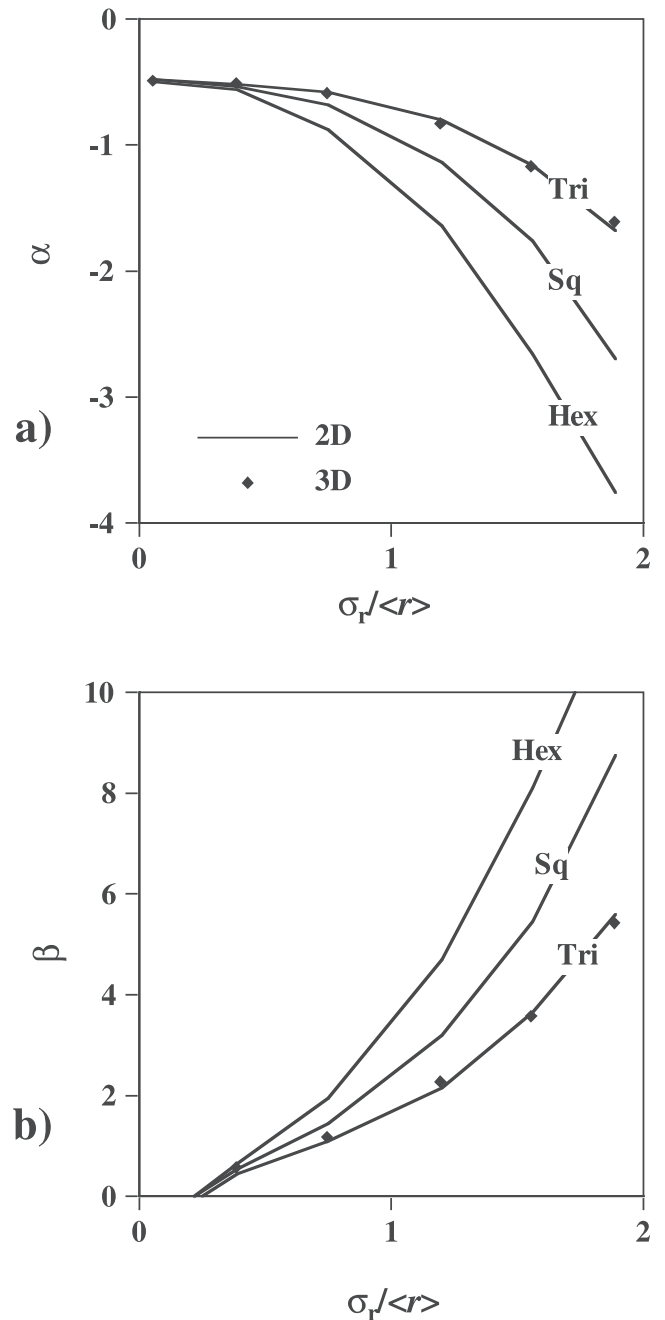 0
-1
-2
-3
-4
α
Tri
Sq
Hex
2D
3D
a)
0 1 2
σr/<r>
10
8
6
4
2
0
β
Hex
Sq
Tri
b)
0 1 2
σr/<r>